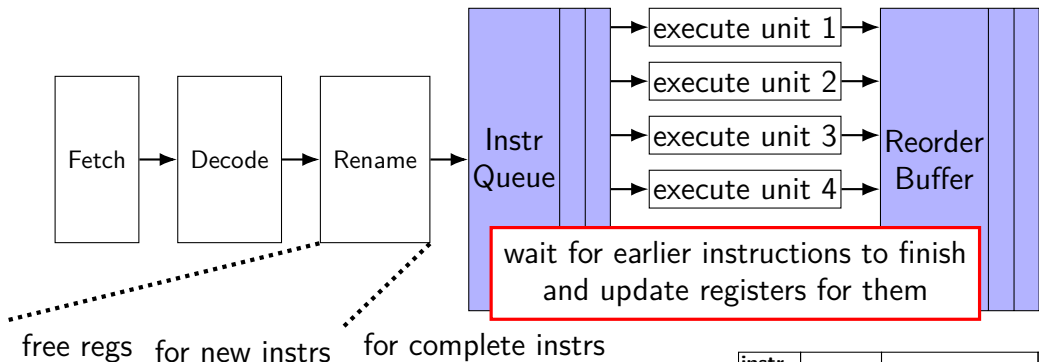 Fetch
Decode
Rename
Instr
Queue
execute unit 1
execute unit 2
execute unit 3
execute unit 4
Reorder
Buffer
wait for earlier instructions to finish
and update registers for them
free regs
for new instrs
for complete instrs
instr